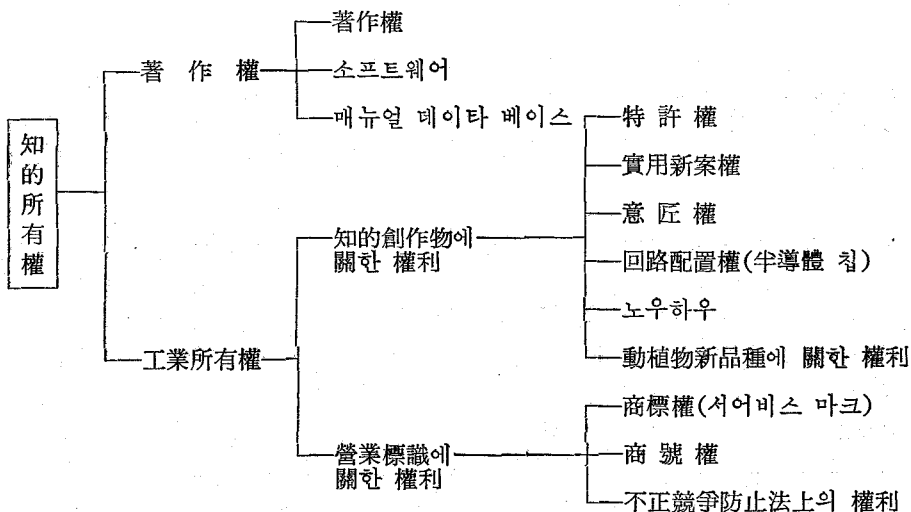 知的所有權
著作權
著作權
소프트웨어
매뉴얼 데이타 베이스
工業所有權
知的創作物에
關한 權利
特許權
實用新案權
意匠權
回路配置權(半導體 칩)
노우하우
動植物新品種에 關한 權利
營業標識에
關한 權利
商標權(서어비스 마크)
商號權
不正競爭防止法上의 權利